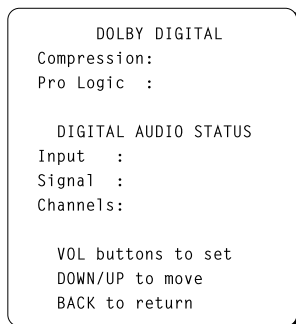 DOLBY DIGITAL
Compression:
Pro Logic :
DIGITAL AUDIO STATUS
Input :
Signal :
Channels:
VOL buttons to set
DOWN/UP to move
BACK to return